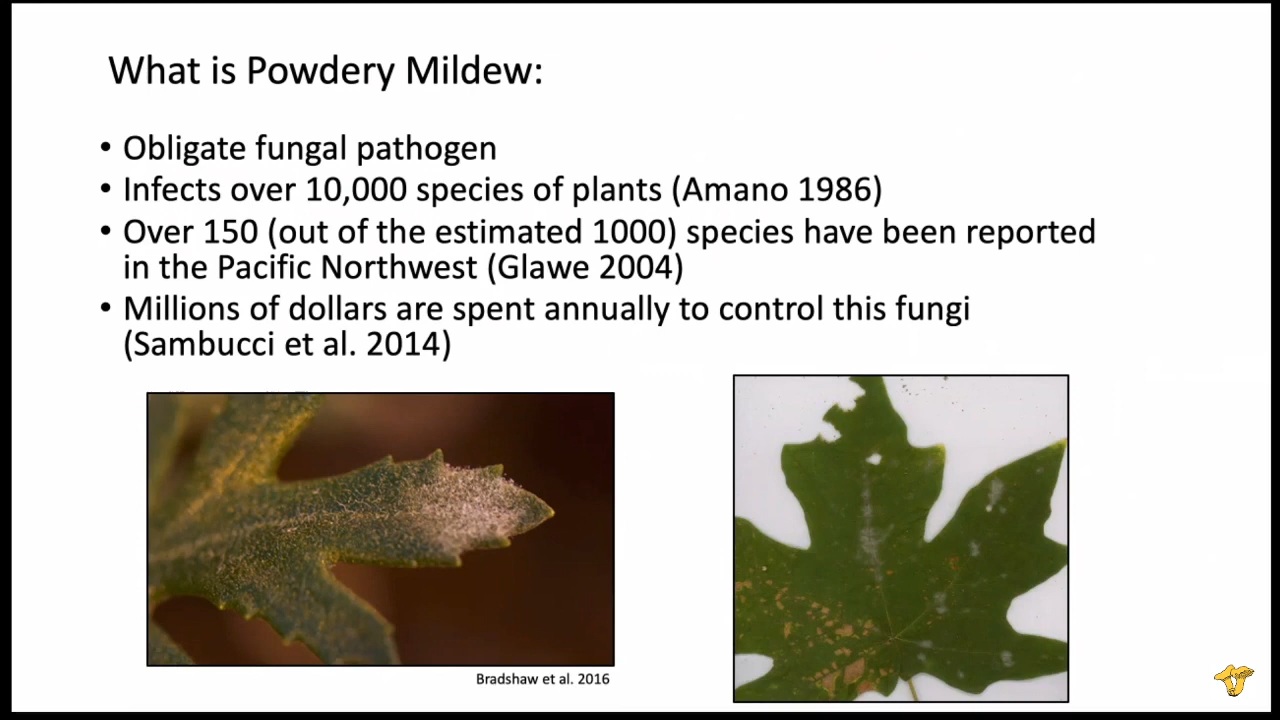 What is Powdery Mildew:
• Obligate fungal pathogen
• Infects over 10,000 species of plants (Amano 1986)
• Over 150 (out of the estimated 1000) species have been reported
in the Pacific Northwest (Glawe 2004)
• Millions of dollars are spent annually to control this fungi
(Sambucci et al. 2014)
Bradshaw et al. 2016